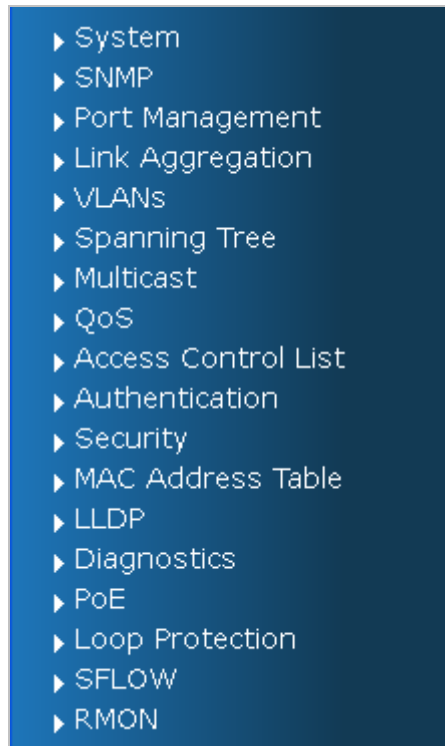 System
SNMP
Port Management
Link Aggregation
VLANs
Spanning Tree
Multicast
QoS
Access Control List
Authentication
Security
MAC Address Table
LLDP
Diagnostics
PoE
Loop Protection
SFLOW
RMON